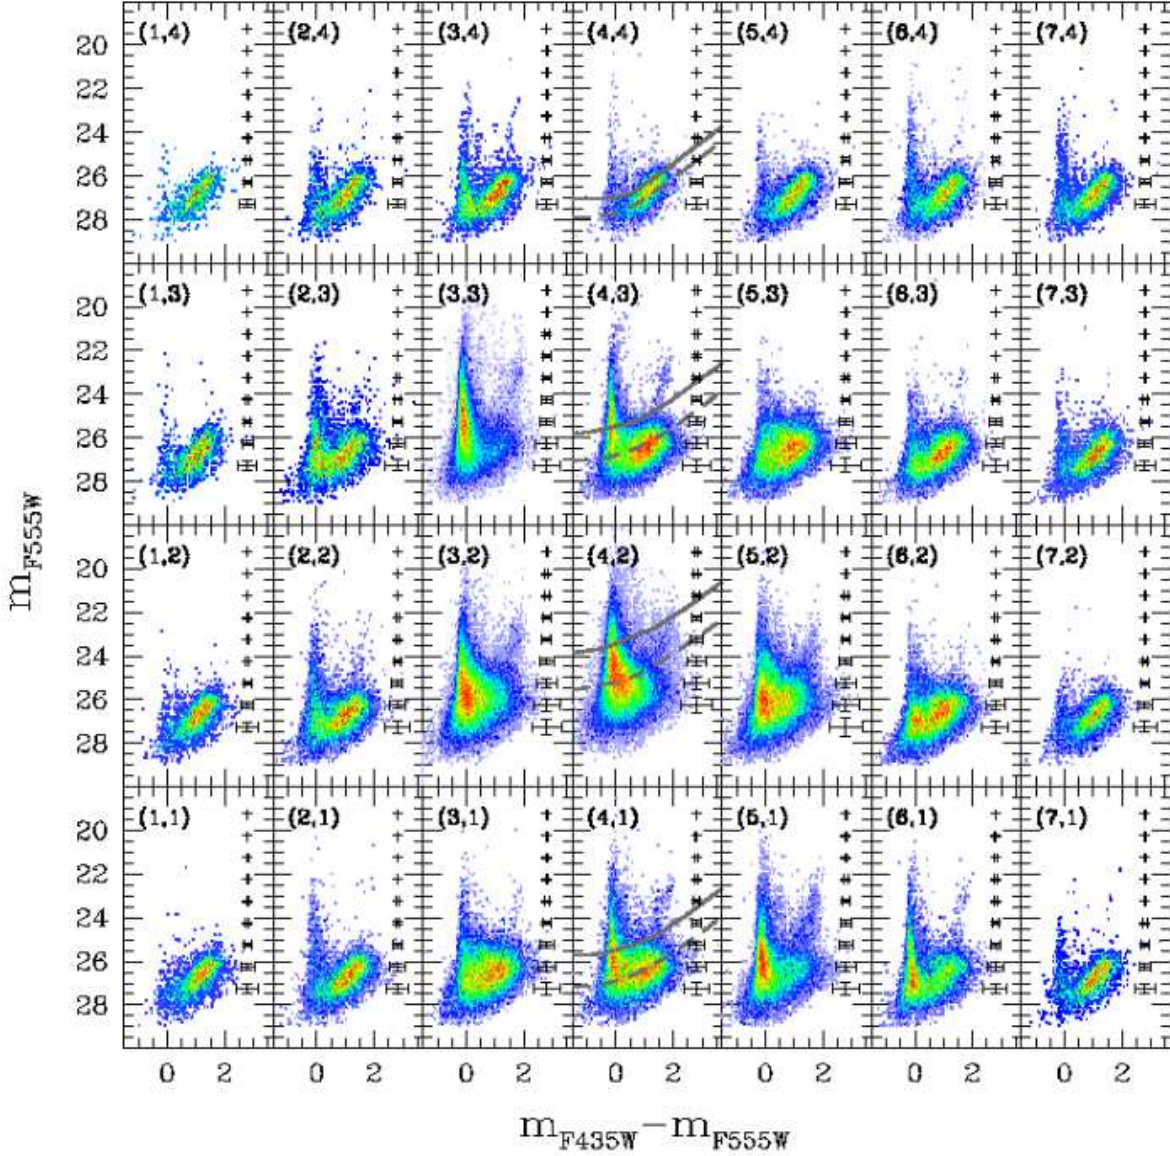 (1,4) (2,4) (3,4) (4,4) (5,4) (6,4) (7,4)
20
22
24
26
28
(1,3) (2,3) (3,3) (4,3) (5,3) (6,3) (7,3)
20
22
24
26
28
m_F555W
(1,2) (2,2) (3,2) (4,2) (5,2) (6,2) (7,2)
20
22
24
26
28
(1,1) (2,1) (3,1) (4,1) (5,1) (6,1) (7,1)
20
22
24
26
28
0 2 0 2 0 2 0 2 0 2 0 2 0 2
m_F435W−m_F555W